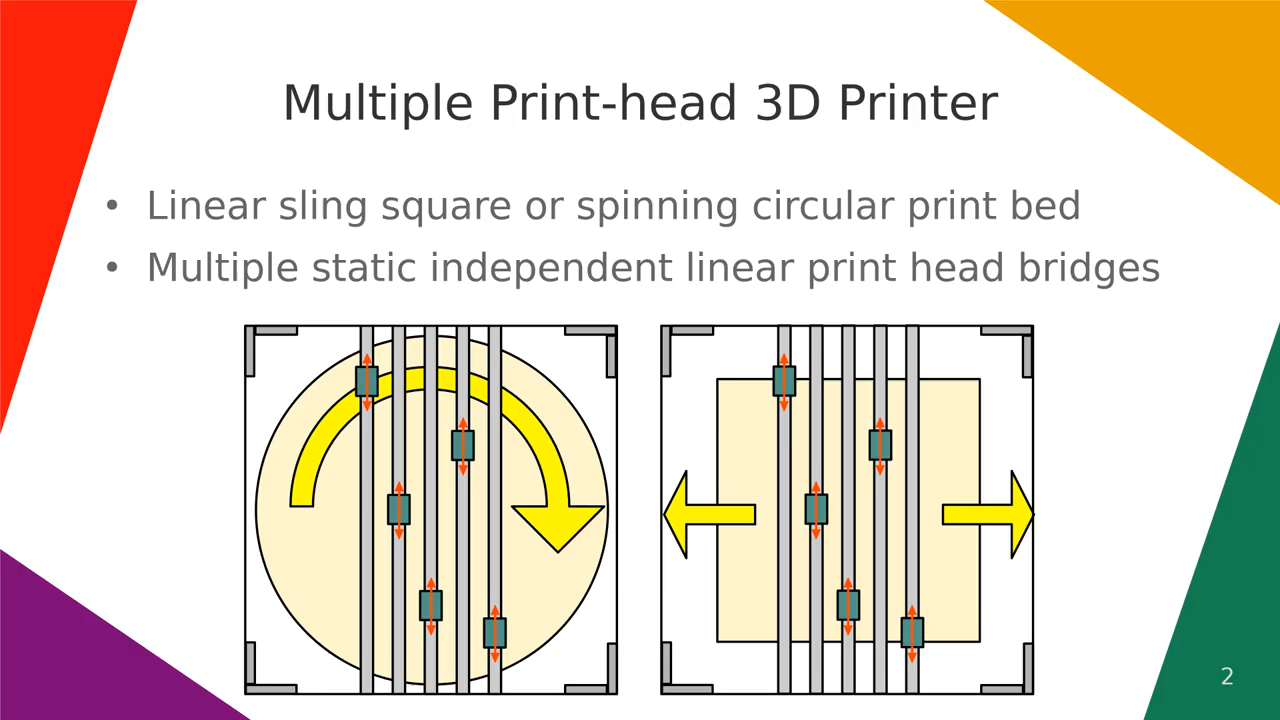 Multiple Print-head 3D Printer
• Linear sling square or spinning circular print bed
• Multiple static independent linear print head bridges
2